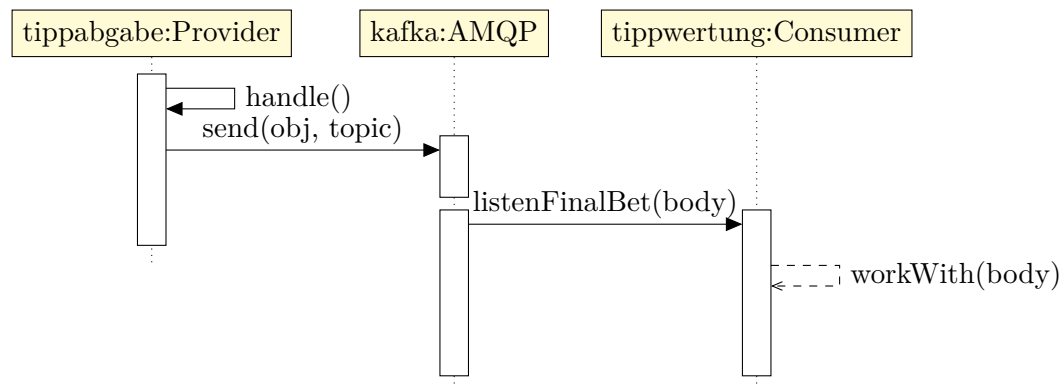 tippabgabe:Provider
kafka:AMQP
tippwertung:Consumer
handle()
send(obj, topic)
listenFinalBet(body)
workWith(body)